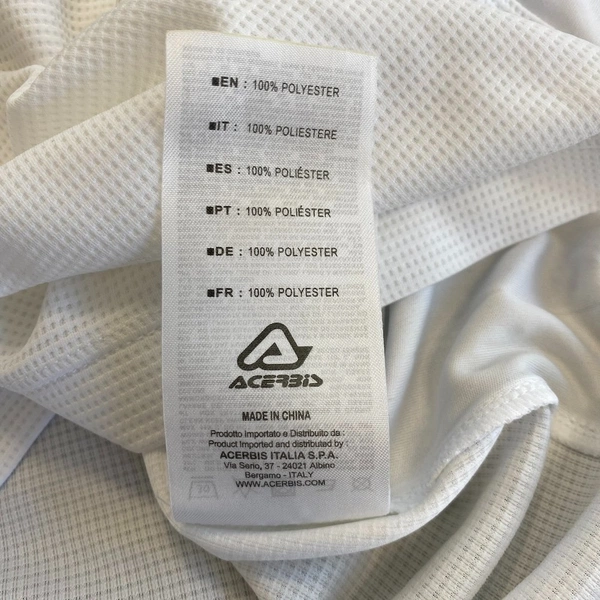 EN : 100% POLYESTER
IT : 100% POLIESTERE
ES : 100% POLIÉSTER
PT : 100% POLIÉSTER
DE : 100% POLYESTER
FR : 100% POLYESTER
ACERBIS
MADE IN CHINA
Prodotto Importato e Distribuito da :
Product Imported and distributed by :
ACERBIS ITALIA S.P.A.
Via Serio, 37 - 24021 Albino
Bergamo - ITALY
WWW.ACERBIS.COM